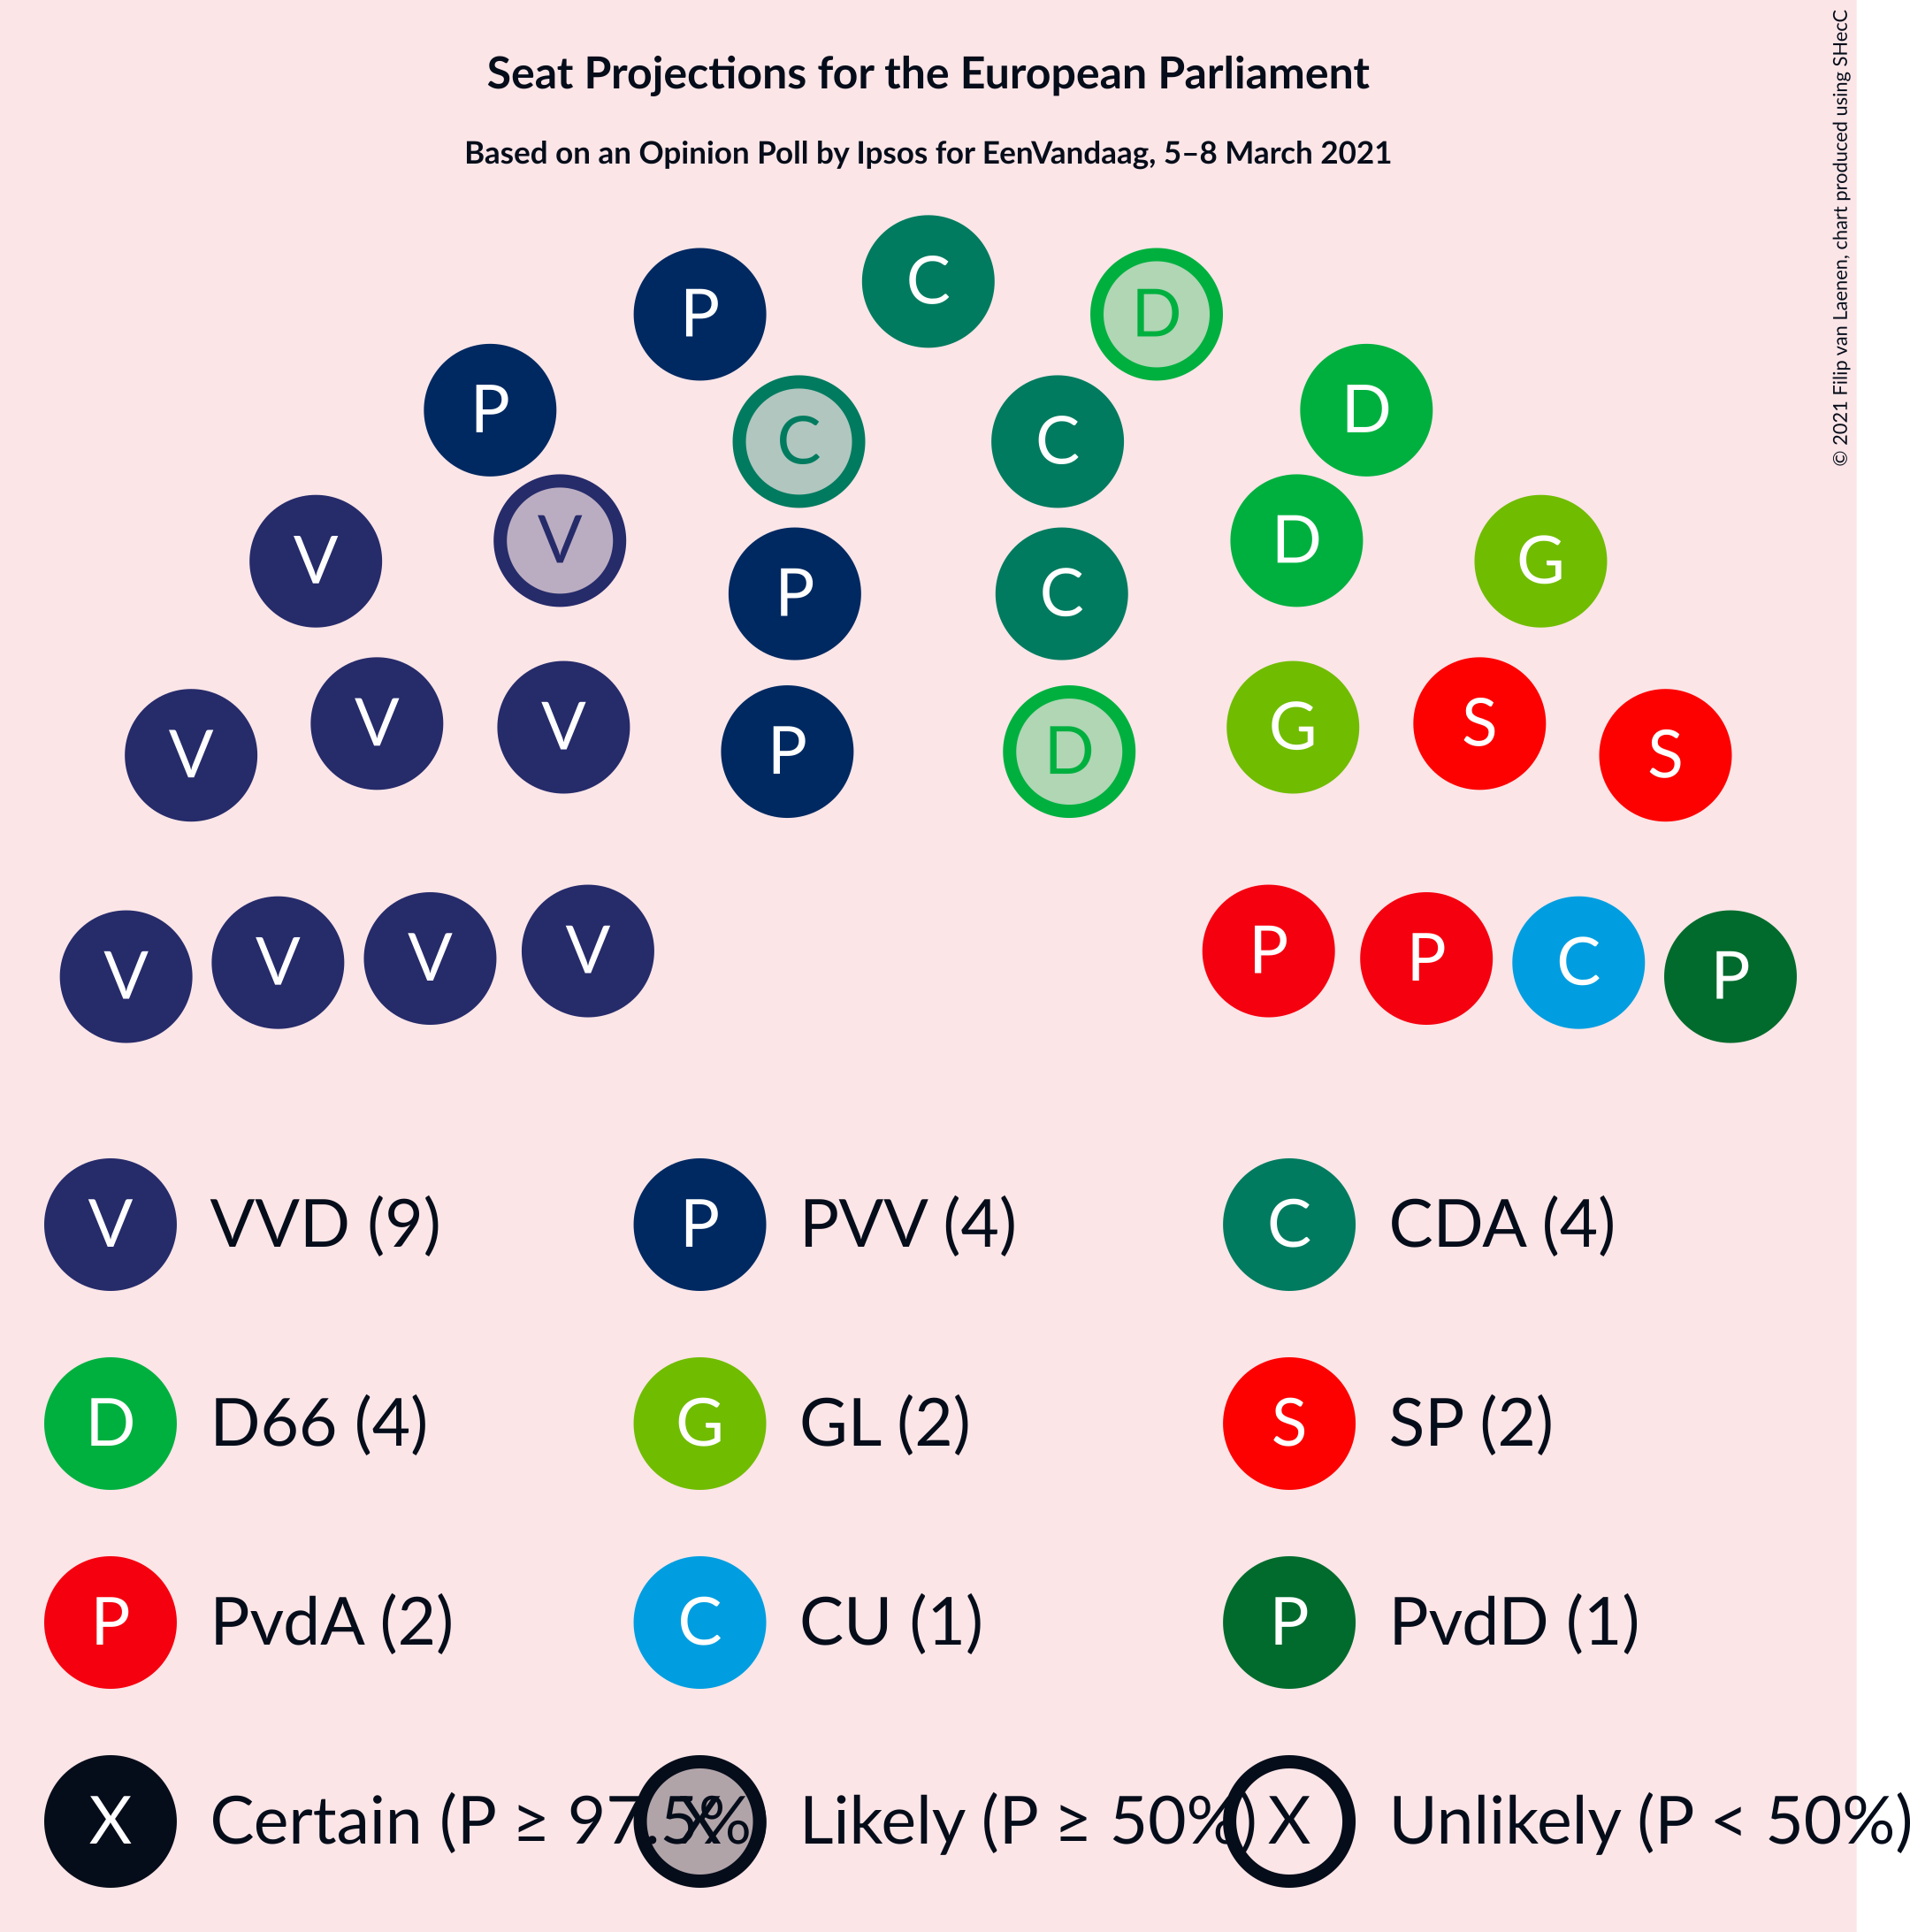 Seat Projections for the European Parliament
Based on an Opinion Poll by Ipsos for EenVandaag, 5–8 March 2021
© 2021 Filip van Laenen, chart produced using SHecC
C
P D
P D
C C
V D
V G
P C
V S
V G
V S
P D
V P
V P
V C
V P
V VVD (9) P PVV (4) C CDA (4)
D D66 (4) G GL (2) S SP (2)
P PvdA (2) C CU (1) P PvdD (1)
X Certain (P ≥ 97.5% X Likely (P ≥ 50%) X Unlikely (P < 50%)